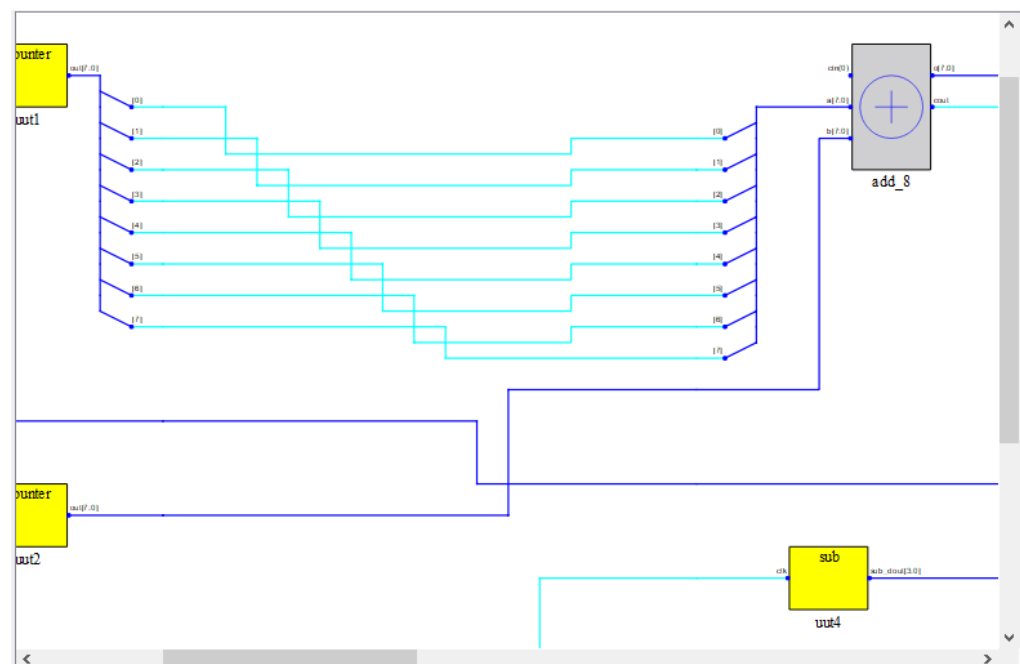 ounter
out[7.0]
uut1
[0]
[1]
[2]
[3]
[4]
[5]
[6]
[7]
[0]
[1]
[2]
[3]
[4]
[5]
[6]
[7]
cin(0)
a[7.0]
b[7.0]
o[7.0]
cout
add_8
ounter
out[7.0]
uut2
sub
clk
sub_dout[3.0]
uut4